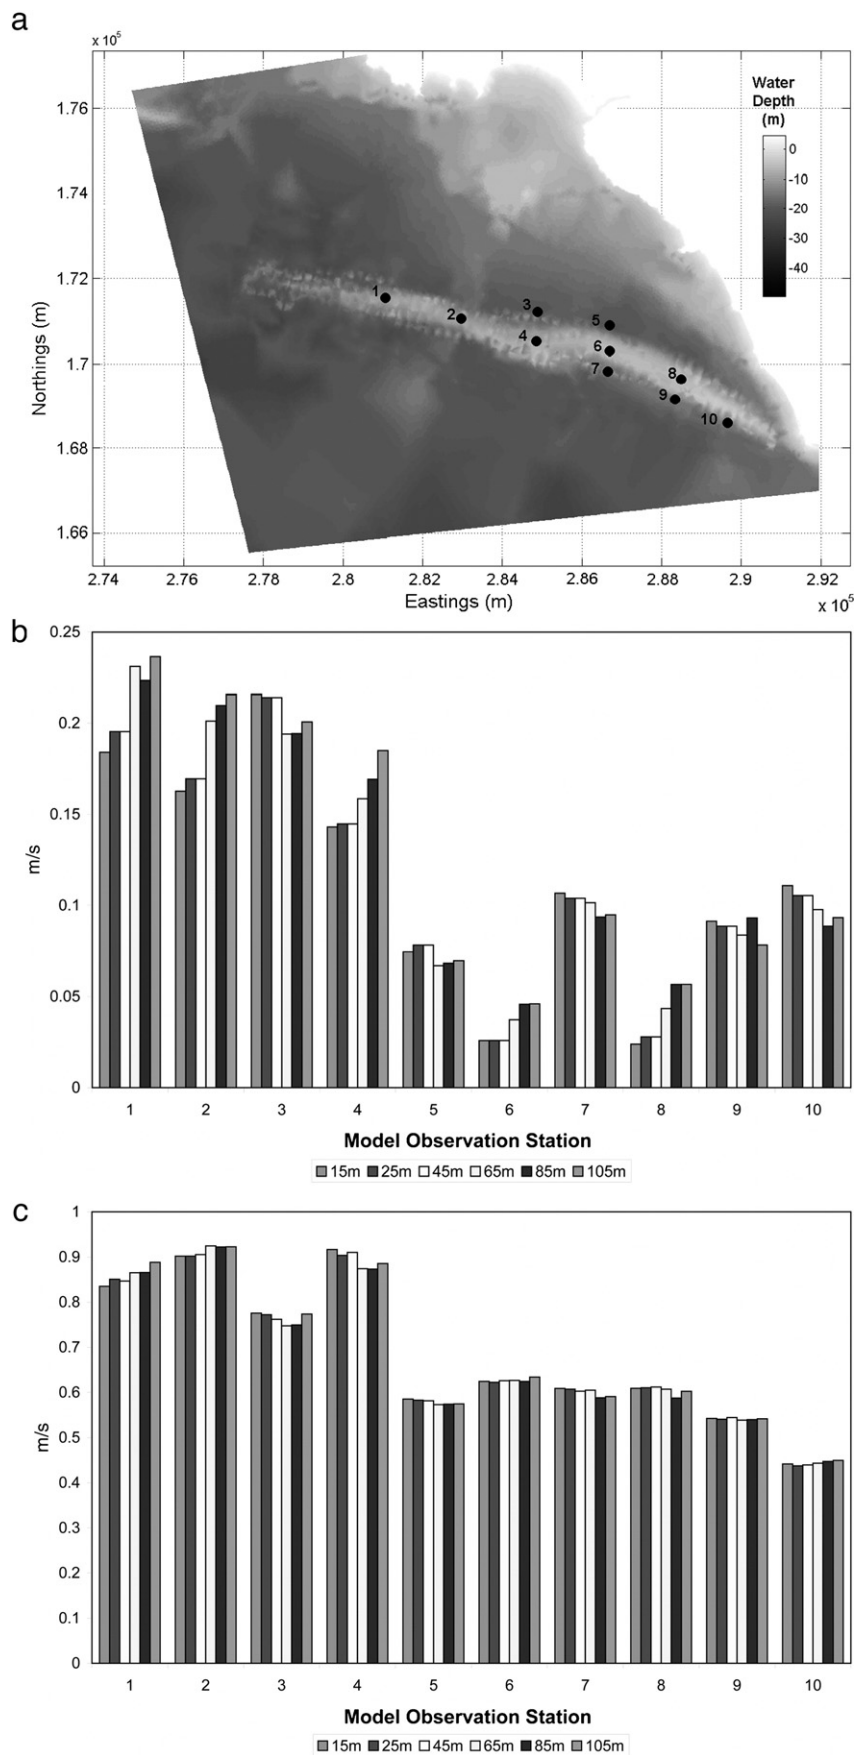 a
x 10⁵
Water
Depth
(m)
0
-10
-20
-30
-40
1.76
1.74
1.72
1.7
1.68
1.66
Northings (m)
1
2
3
4
5
6
7
8
9
10
2.74 2.76 2.78 2.8 2.82 2.84 2.86 2.88 2.9 2.92
Eastings (m)
x 10⁵
b
0.25
0.2
0.15
0.1
0.05
0
m/s
1 2 3 4 5 6 7 8 9 10
Model Observation Station
15m 25m 45m 65m 85m 105m
c
1
0.9
0.8
0.7
0.6
0.5
0.4
0.3
0.2
0.1
0
m/s
1 2 3 4 5 6 7 8 9 10
Model Observation Station
15m 25m 45m 65m 85m 105m